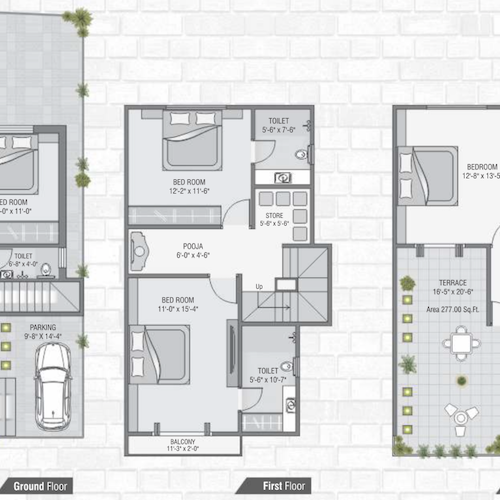 ED ROOM
-0" x 11'-0"
TOILET
6'-8" x 4'-0"
PARKING
9'-6" X 14'-4"
Ground Floor
TOILET
5'-6" x 7'-6"
BED ROOM
12'-2" x 11'-6"
STORE
5'-6" x 5'-6"
POOJA
6'-0" x 4'-6"
Up
BED ROOM
11'-0" x 15'-4"
TOILET
5'-6" x 10'-7"
BALCONY
11'-3" x 2'-0"
First Floor
BEDROOM
12'-8" x 13'-5
TERRACE
16'-5" x 20'-6"
Area 277.00 Sq.Ft.